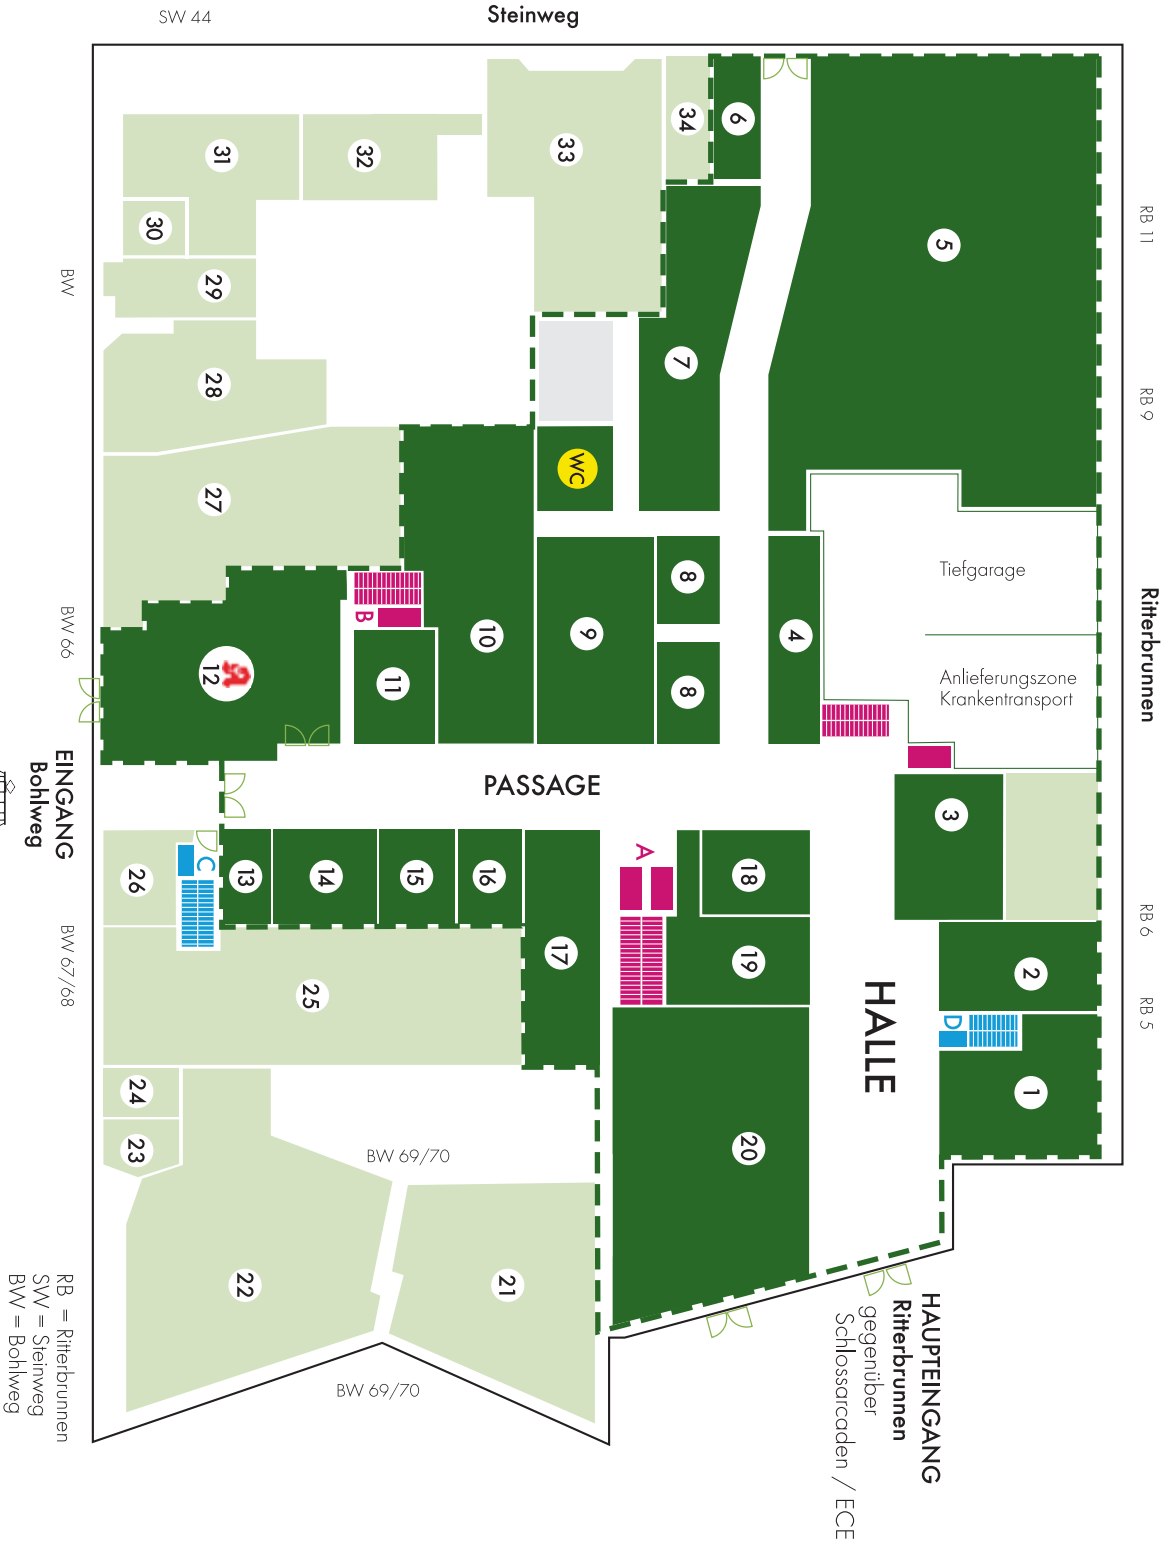 SW 44
Steinweg
34
6
33
32
31
30
29
28
27
5
7
WC
RB 11
RB 9
BW
BW 66
Tiefgarage
Anlieferungszone
Krankentransport
Ritterbrunnen
8
8
9
10
4
B
11
12
A
EINGANG
Bohlweg
PASSAGE
3
A
18
C
13
14
15
16
26
17
19
2
RB 6
RB 5
BW 67/68
25
HALLE
D
1
24
23
BW 69/70
20
22
21
BW 69/70
HAUPTEINGANG
Ritterbrunnen
gegenüber
Schlossarcaden / ECE
RB = Ritterbrunnen
SW = Steinweg
BW = Bohlweg